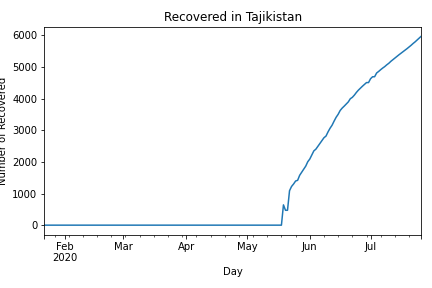 Recovered in Tajikistan
Number of Recovered
6000
5000
4000
3000
2000
1000
0
Feb
2020
Mar
Apr
May
Jun
Jul
Day